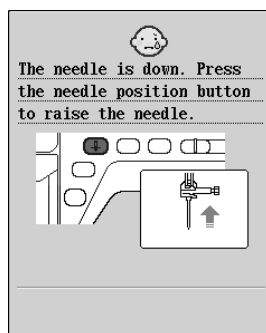 The needle is down. Press
the needle position button
to raise the needle.